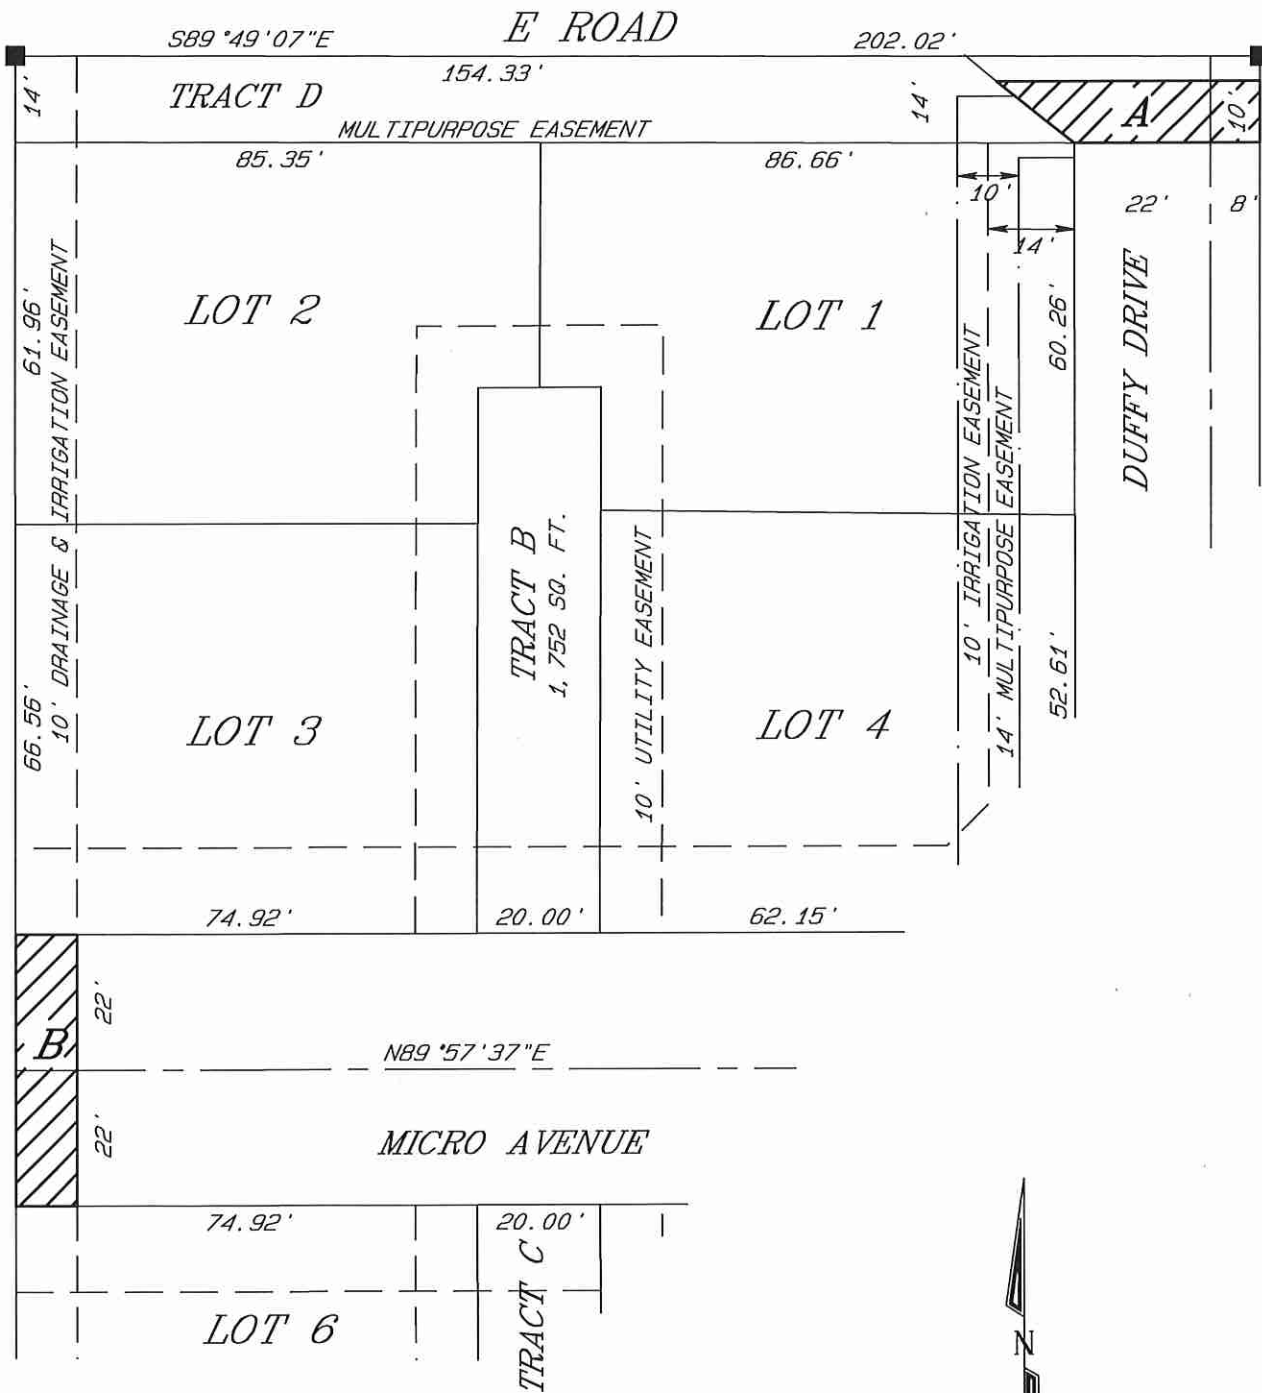 E ROAD
S89°49'07"E
202.02'
154.33'
14'
TRACT D
14'
A
10'
MULTIPURPOSE EASEMENT
85.35'
86.66'
10'
22'
8'
14'
LOT 2
LOT 1
61.96'
10' DRAINAGE & IRRIGATION EASEMENT
60.26'
DUFFY DRIVE
10' IRRIGATION EASEMENT
14' MULTIPURPOSE EASEMENT
TRACT B
1,752 SQ. FT.
10' UTILITY EASEMENT
66.56'
52.61'
LOT 3
LOT 4
74.92'
20.00'
62.15'
22'
B
N89°57'37"E
22'
MICRO AVENUE
74.92'
20.00'
TRACT C
LOT 6
N